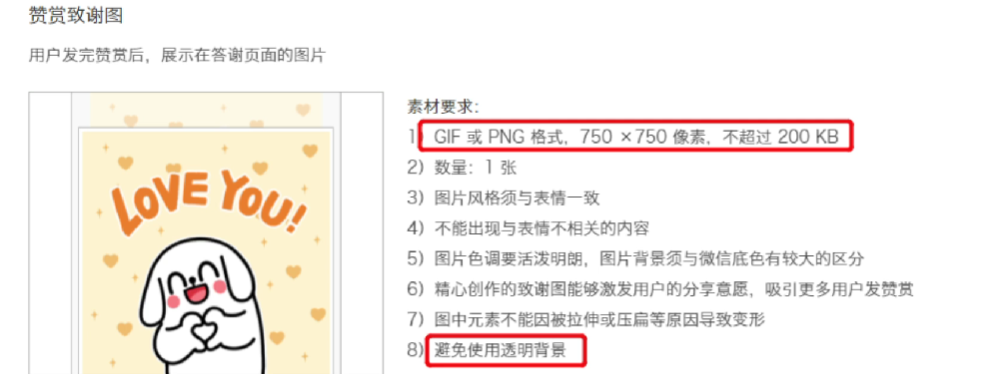 赞赏致谢图
用户发完赞赏后，展示在答谢页面的图片
素材要求：
1）GIF 或 PNG 格式，750 ×750 像素，不超过 200 KB
2）数量：1 张
3）图片风格须与表情一致
4）不能出现与表情不相关的内容
5）图片色调要活泼明朗，图片背景须与微信底色有较大的区分
6）精心创作的致谢图能够激发用户的分享意愿，吸引更多用户发赞赏
7）图中元素不能因被拉伸或压扁等原因导致变形
8）避免使用透明背景
LOVE YOU!